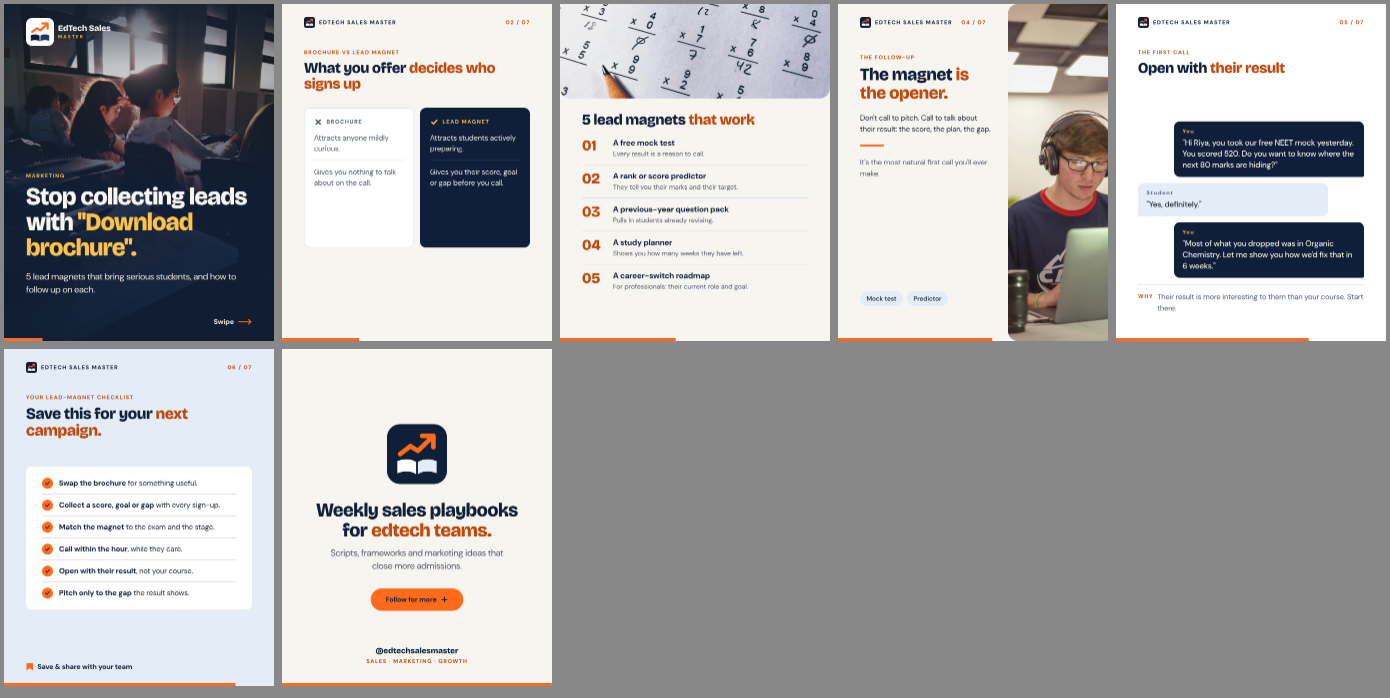 EdTech Sales
MASTER
MARKETING
Stop collecting leads
with "Download
brochure".
5 lead magnets that bring serious students, and how to
follow up on each.
Swipe
EDTECH SALES MASTER
02 / 07
BROCHURE VS LEAD MAGNET
What you offer decides who
signs up
BROCHURE
Attracts anyone mildly
curious.
Gives you nothing to talk
about on the call.
LEAD MAGNET
Attracts students actively
preparing.
Gives you their score, goal
or gap before you call.
5 lead magnets that work
01
A free mock test
Every result is a reason to call.
02
A rank or score predictor
They tell you their marks and their target.
03
A previous-year question pack
Pulls in students already revising.
04
A study planner
Shows you how many weeks they have left.
05
A career-switch roadmap
For professionals: their current role and goal.
EDTECH SALES MASTER
04 / 07
THE FOLLOW-UP
The magnet is
the opener.
Don't call to pitch. Call to talk about
their result: the score, the plan, the gap.
It's the most natural first call you'll ever
make.
Mock test
Predictor
EDTECH SALES MASTER
05 / 07
THE FIRST CALL
Open with their result
You
"Hi Riya, you took our free NEET mock yesterday.
You scored 520. Do you want to know where the
next 80 marks are hiding?"
Student
"Yes, definitely."
You
"Most of what you dropped was in Organic
Chemistry. Let me show you how we'd fix that in
6 weeks."
WHY Their result is more interesting to them than your course. Start
there.
EDTECH SALES MASTER
06 / 07
YOUR LEAD-MAGNET CHECKLIST
Save this for your next
campaign.
Swap the brochure for something useful.
Collect a score, goal or gap with every sign-up.
Match the magnet to the exam and the stage.
Call within the hour, while they care.
Open with their result, not your course.
Pitch only to the gap the result shows.
Save & share with your team
Weekly sales playbooks
for edtech teams.
Scripts, frameworks and marketing ideas that
close more admissions.
Follow for more +
@edtechsalesmaster
SALES · MARKETING · GROWTH